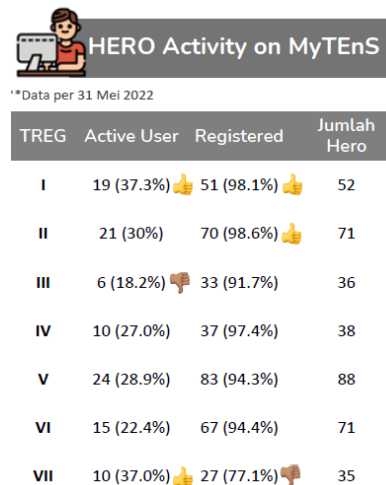 HERO Activity on MyTEnS
'*Data per 31 Mei 2022
TREG Active User Registered Jumlah Hero
I 19 (37.3%) 51 (98.1%) 52
II 21 (30%) 70 (98.6%) 71
III 6 (18.2%) 33 (91.7%) 36
IV 10 (27.0%) 37 (97.4%) 38
V 24 (28.9%) 83 (94.3%) 88
VI 15 (22.4%) 67 (94.4%) 71
VII 10 (37.0%) 27 (77.1%) 35